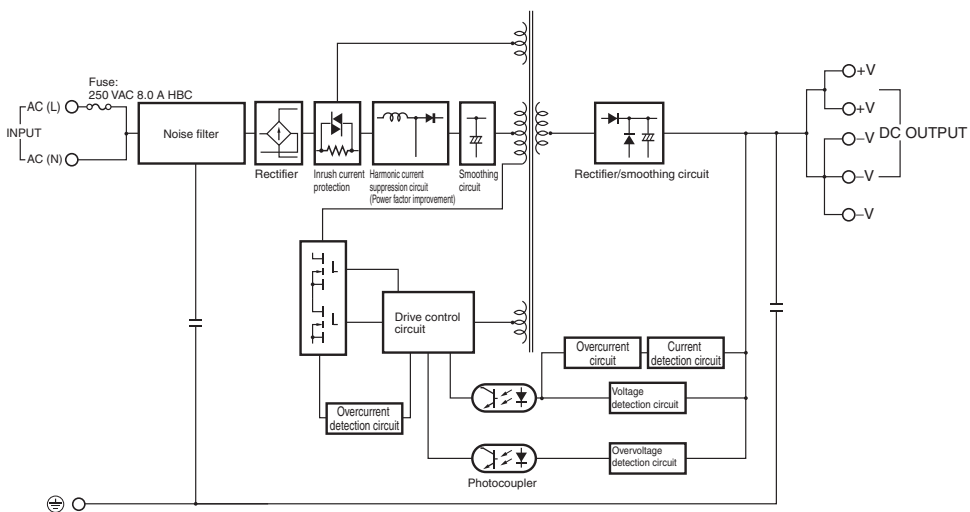 Fuse:
250 VAC 8.0 A HBC
AC (L)
INPUT
AC (N)
Noise filter
Rectifier
Inrush current
protection
Harmonic current
suppression circuit
(Power factor improvement)
Smoothing
circuit
Rectifier/smoothing circuit
+V
+V
DC OUTPUT
–V
–V
–V
Drive control
circuit
Overcurrent
detection circuit
Overcurrent
circuit
Current
detection circuit
Voltage
detection circuit
Overvoltage
detection circuit
Photocoupler